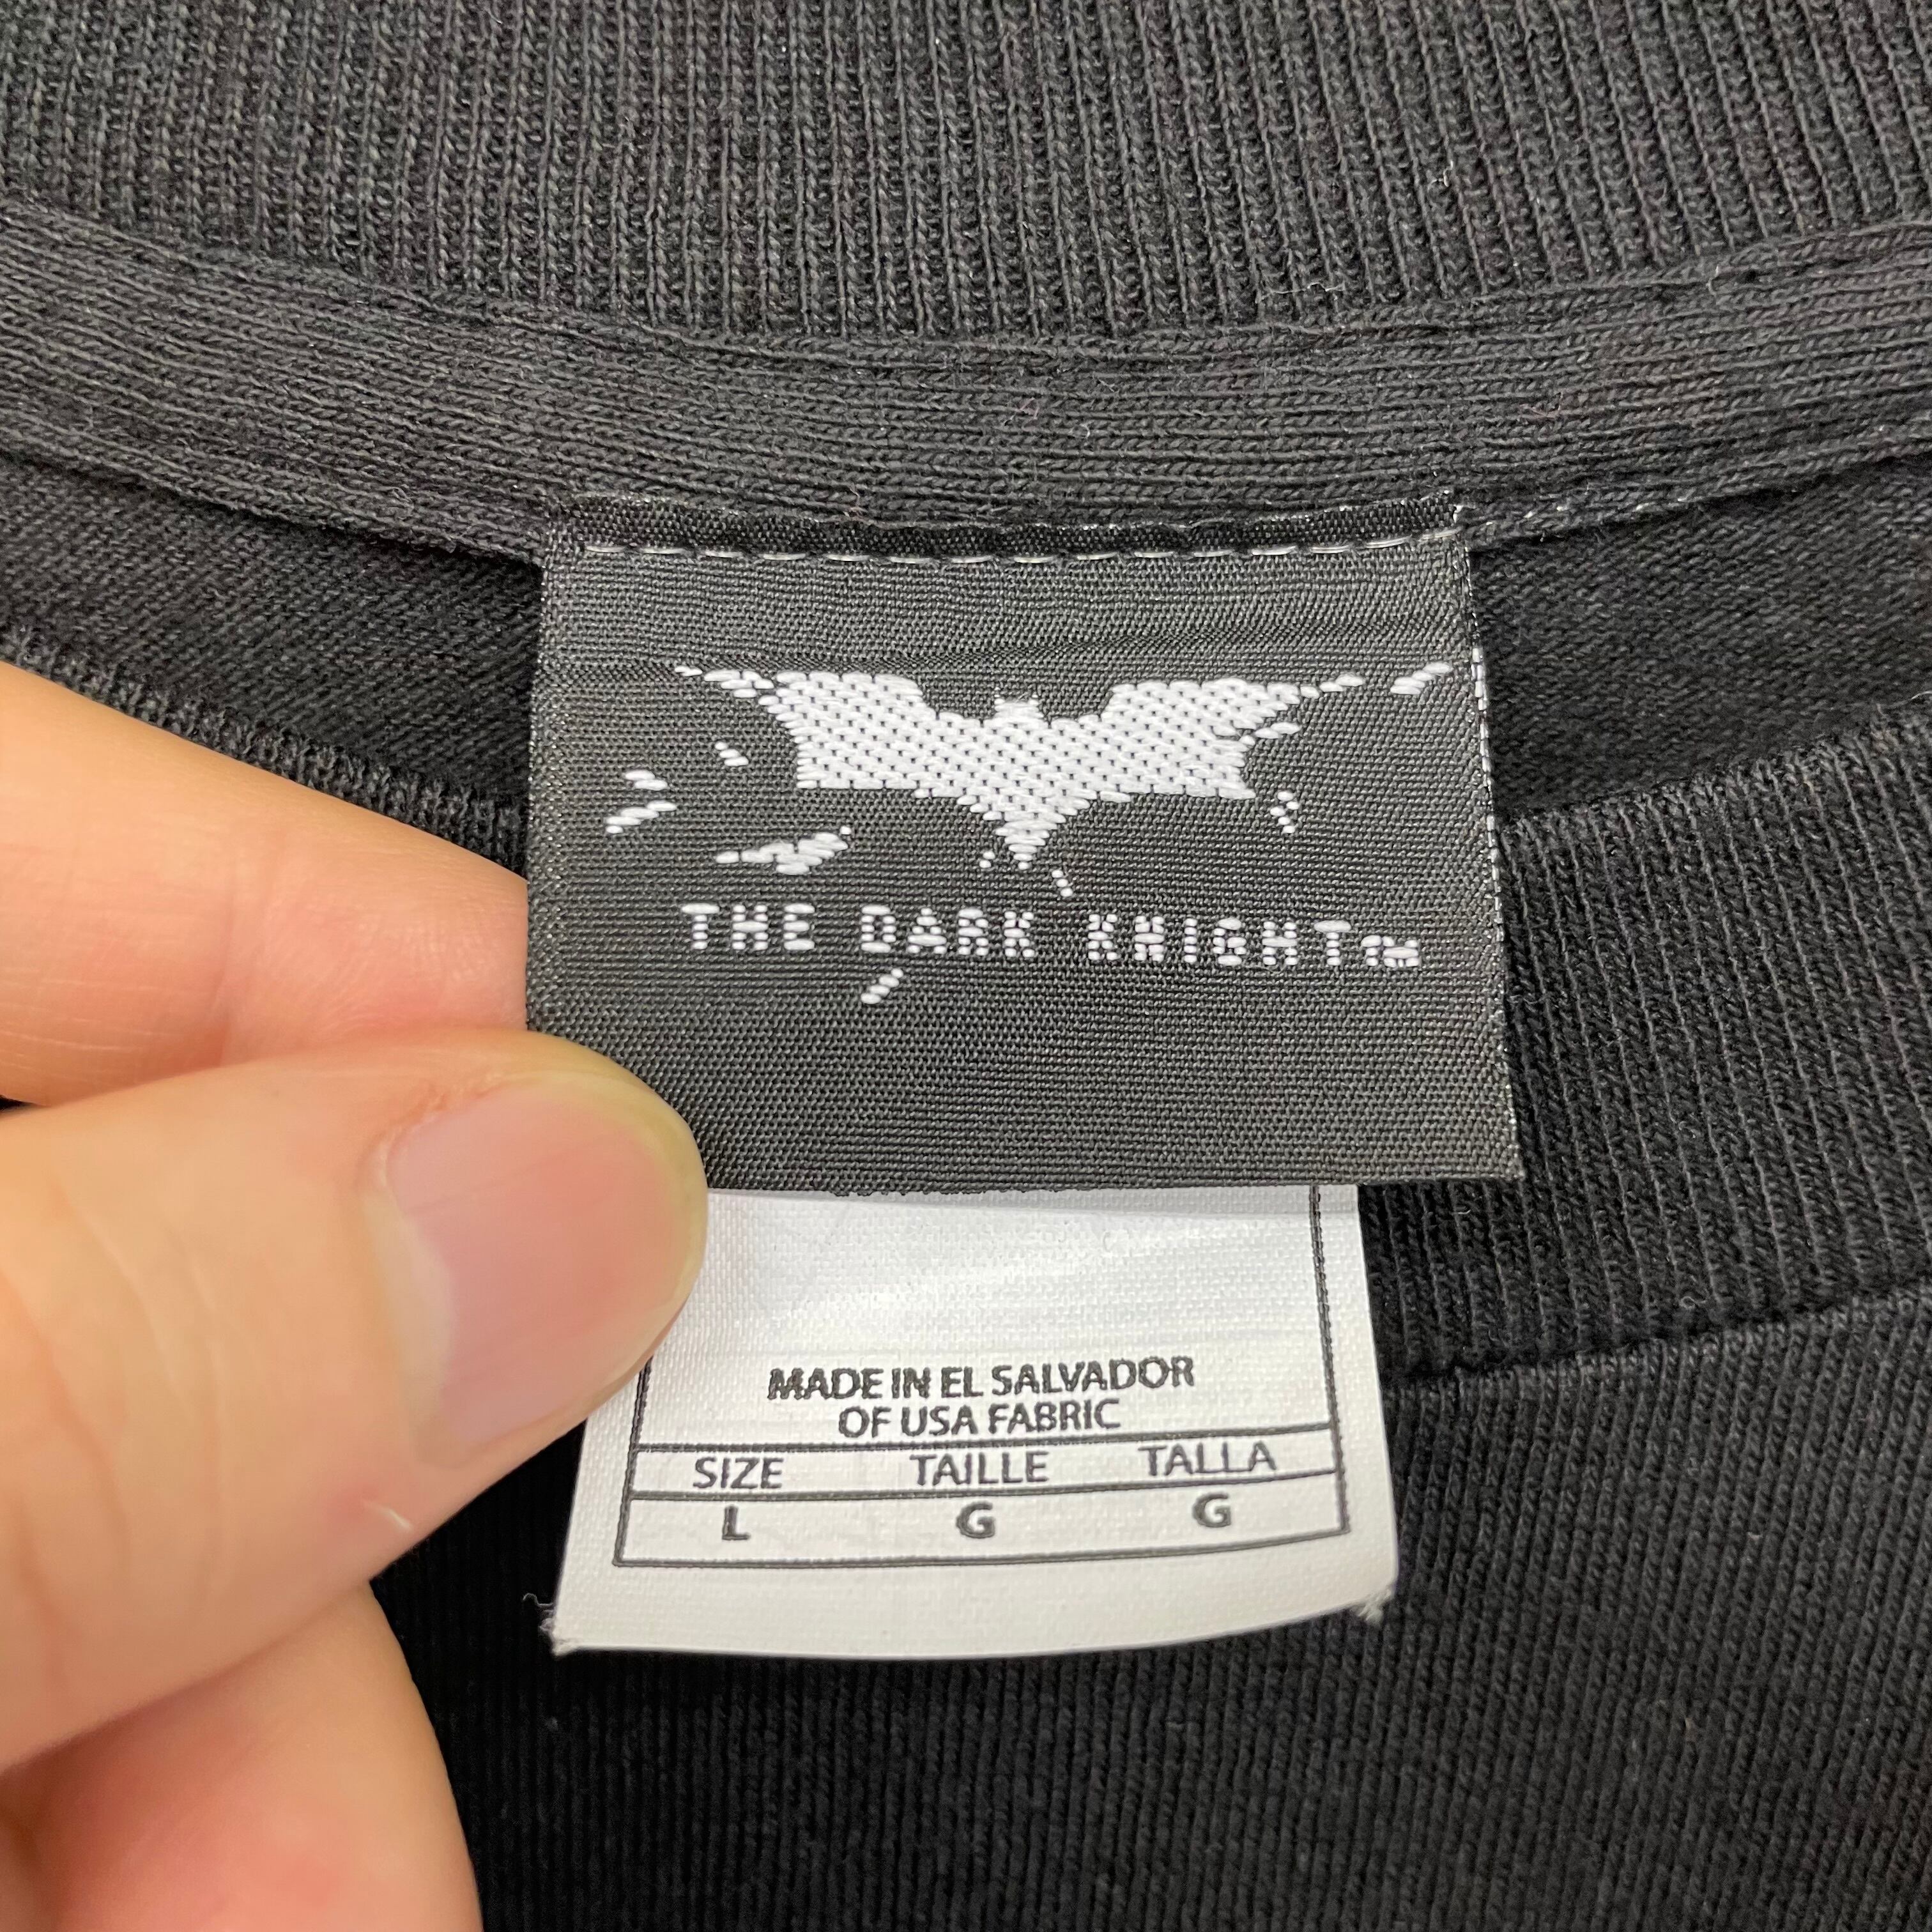 THE DARK KNIGHT™
MADE IN EL SALVADOR
OF USA FABRIC
SIZE TAILLE TALLA
L G G